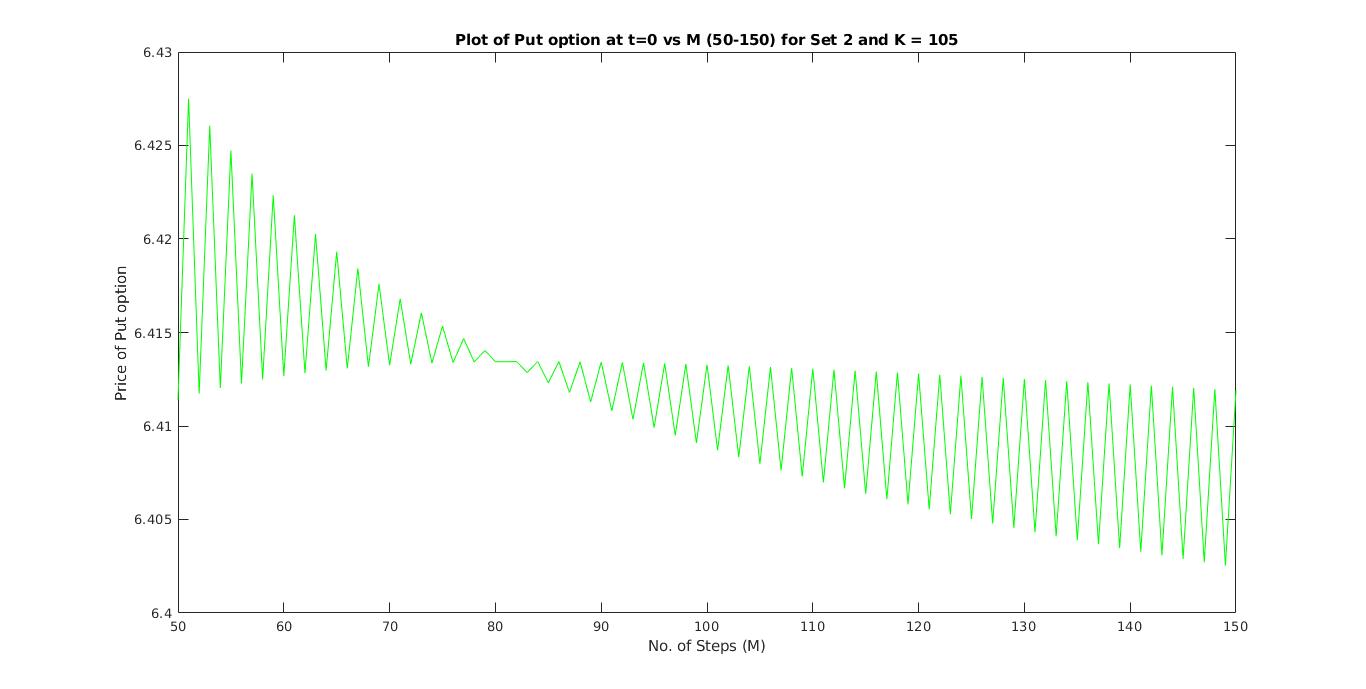 Plot of Put option at t=0 vs M (50-150) for Set 2 and K = 105
6.43
6.425
6.42
6.415
6.41
6.405
6.4
Price of Put option
50 60 70 80 90 100 110 120 130 140 150
No. of Steps (M)